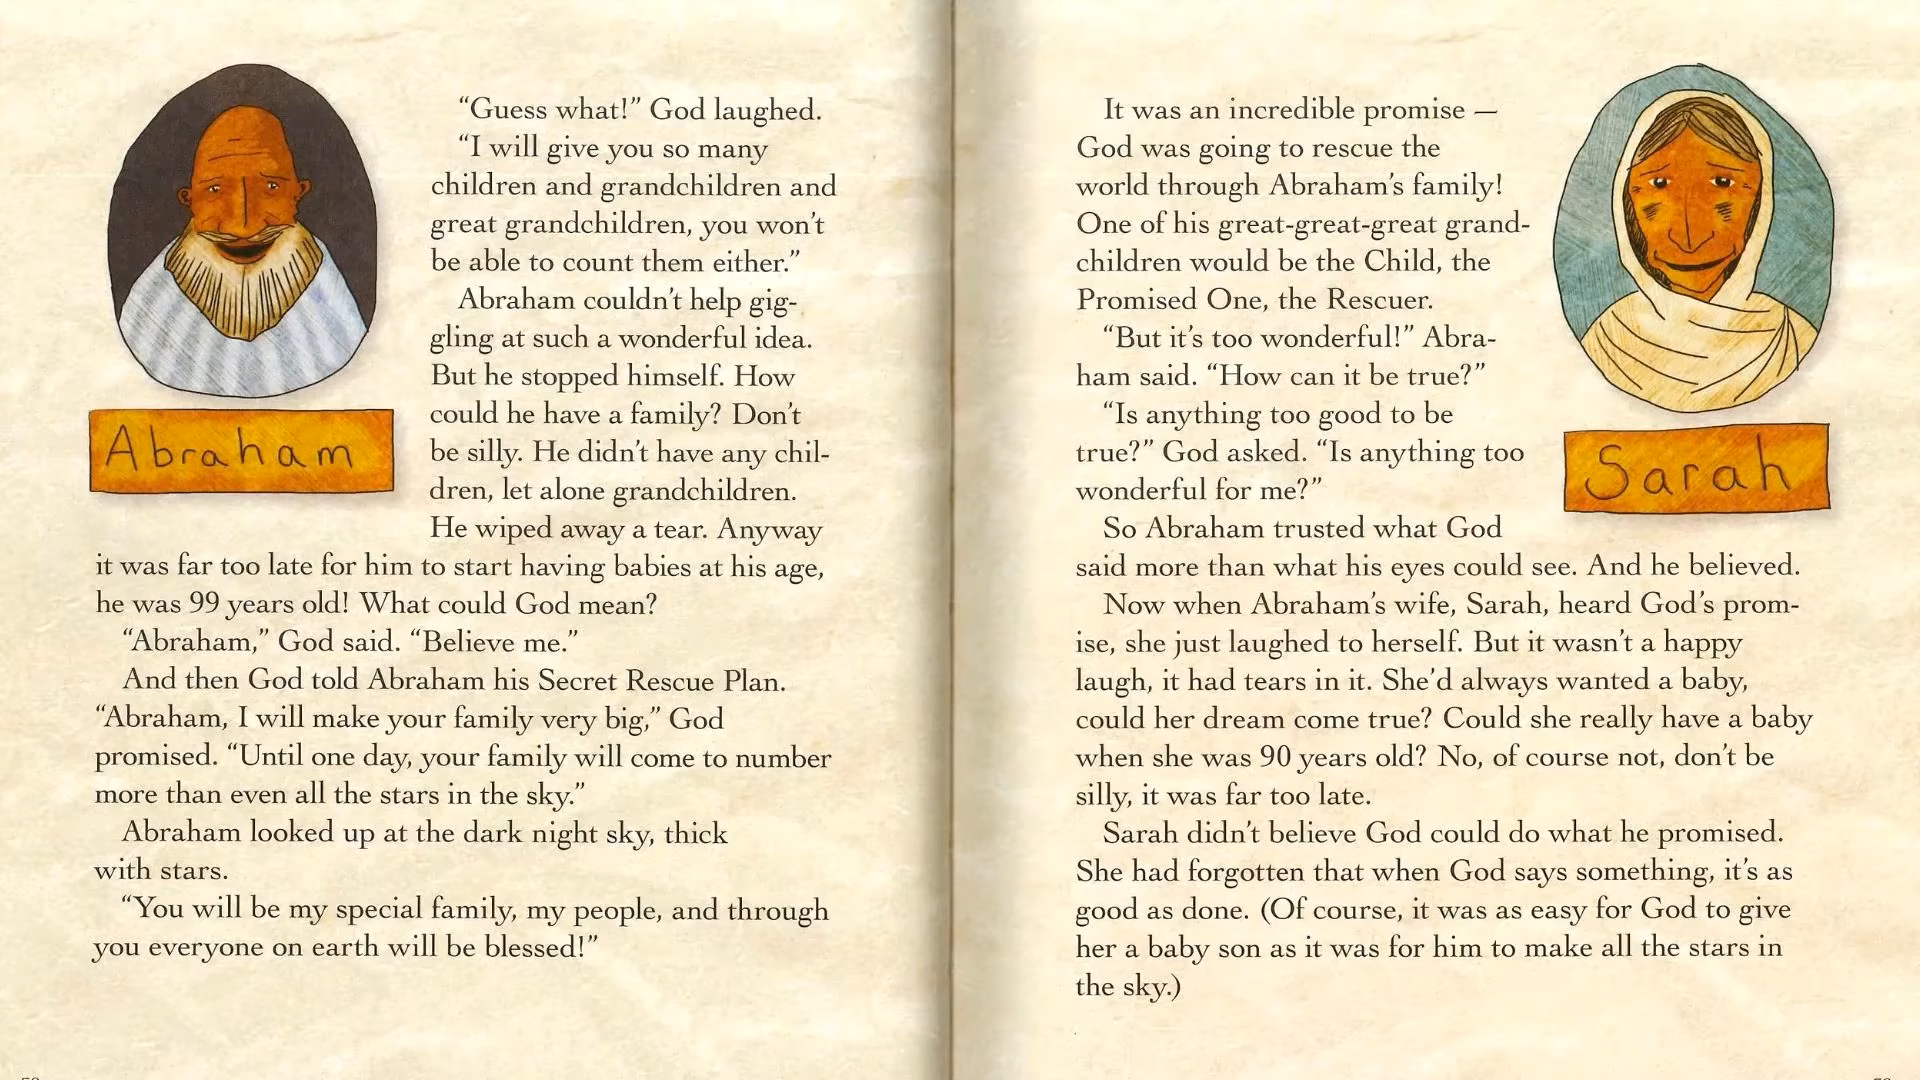 Abraham
“Guess what!” God laughed.
“I will give you so many
children and grandchildren and
great grandchildren, you won’t
be able to count them either.”
Abraham couldn’t help gig-
gling at such a wonderful idea.
But he stopped himself. How
could he have a family? Don’t
be silly. He didn’t have any chil-
dren, let alone grandchildren.
He wiped away a tear. Anyway
it was far too late for him to start having babies at his age,
he was 99 years old! What could God mean?
“Abraham,” God said. “Believe me.”
And then God told Abraham his Secret Rescue Plan.
“Abraham, I will make your family very big,” God
promised. “Until one day, your family will come to number
more than even all the stars in the sky.”
Abraham looked up at the dark night sky, thick
with stars.
“You will be my special family, my people, and through
you everyone on earth will be blessed!”
It was an incredible promise —
God was going to rescue the
world through Abraham’s family!
One of his great-great-great grand-
children would be the Child, the
Promised One, the Rescuer.
“But it’s too wonderful!” Abra-
ham said. “How can it be true?”
“Is anything too good to be
true?” God asked. “Is anything too
wonderful for me?”
So Abraham trusted what God
said more than what his eyes could see. And he believed.
Now when Abraham’s wife, Sarah, heard God’s prom-
ise, she just laughed to herself. But it wasn’t a happy
laugh, it had tears in it. She’d always wanted a baby,
could her dream come true? Could she really have a baby
when she was 90 years old? No, of course not, don’t be
silly, it was far too late.
Sarah didn’t believe God could do what he promised.
She had forgotten that when God says something, it’s as
good as done. (Of course, it was as easy for God to give
her a baby son as it was for him to make all the stars in
the sky.)
Sarah